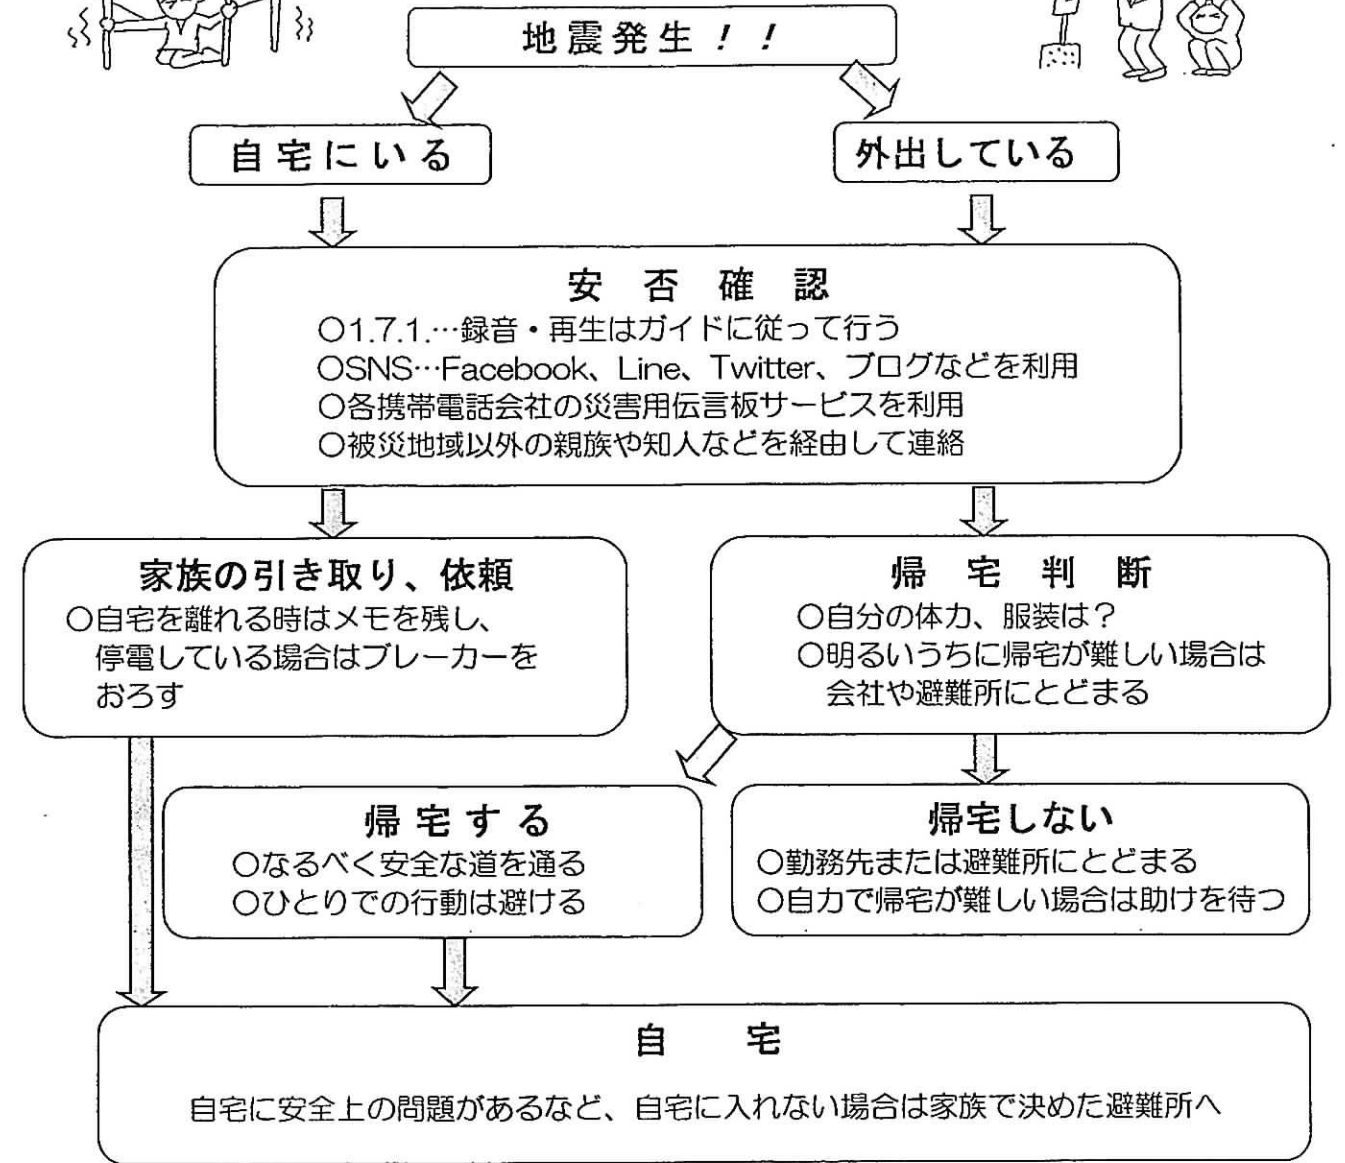 地震発生！！
自宅にいる
外出している
安否確認
○1.7.1.…録音・再生はガイドに従って行う
○SNS…Facebook、Line、Twitter、ブログなどを利用
○各携帯電話会社の災害用伝言板サービスを利用
○被災地域以外の親族や知人などを経由して連絡
家族の引き取り、依頼
○自宅を離れる時はメモを残し、
停電している場合はブレーカーを
おろす
帰宅判断
○自分の体力、服装は？
○明るいうちに帰宅が難しい場合は
会社や避難所にとどまる
帰宅する
○なるべく安全な道を通る
○ひとりでの行動は避ける
帰宅しない
○勤務先または避難所にとどまる
○自力で帰宅が難しい場合は助けを待つ
自宅
自宅に安全上の問題があるなど、自宅に入れない場合は家族で決めた避難所へ